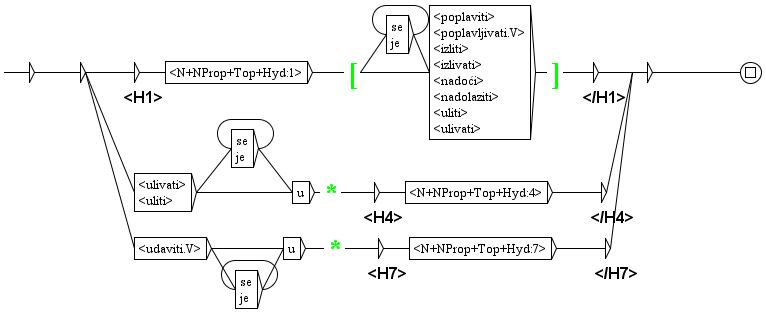 se
je
<poplaviti>
<poplavljivati.V>
<izliti>
<izlivati>
<nadoći>
<nadolaziti>
<uliti>
<ulivati>
<N+NProp+Top+Hyd:1>
[
]
<H1>
</H1>
se
je
<ulivati>
<uliti>
u
*
<N+NProp+Top+Hyd:4>
<H4>
</H4>
<udaviti.V>
u
*
<N+NProp+Top+Hyd:7>
<H7>
</H7>
se
je